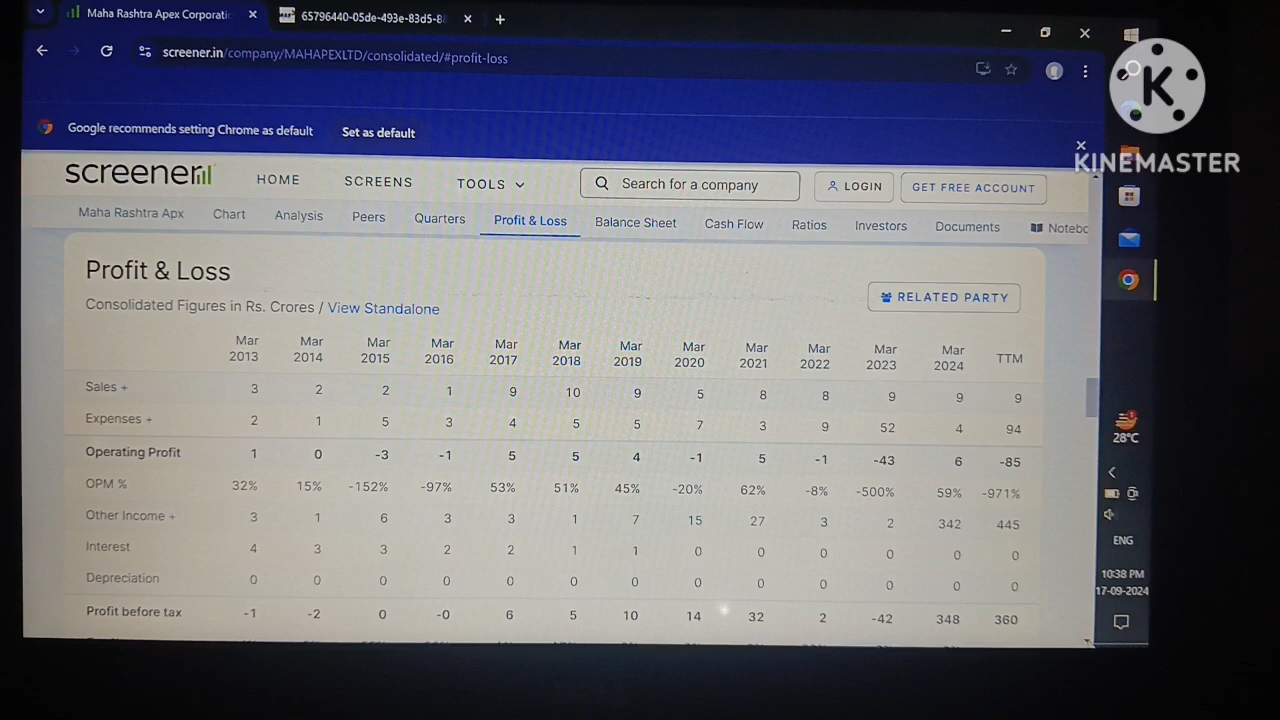 Maha Rashtra Apex Corporatic
65796440-05de-493e-83d5-8
screener.in/company/MAHAPEXLTD/consolidated/#profit-loss
K
KINEMASTER
Google recommends setting Chrome as default Set as default
screener HOME SCREENS TOOLS Search for a company LOGIN GET FREE ACCOUNT
Maha Rashtra Apx Chart Analysis Peers Quarters Profit & Loss Balance Sheet Cash Flow Ratios Investors Documents Notebo
Profit & Loss
RELATED PARTY
Consolidated Figures in Rs. Crores / View Standalone
Mar 2013 Mar 2014 Mar 2015 Mar 2016 Mar 2017 Mar 2018 Mar 2019 Mar 2020 Mar 2021 Mar 2022 Mar 2023 Mar 2024 TTM
Sales + 3 2 2 1 9 10 9 5 8 8 9 9 9
Expenses + 2 1 5 3 4 5 5 7 3 9 52 4 94
Operating Profit 1 0 -3 -1 5 5 4 -1 5 -1 -43 6 -85
OPM % 32% 15% -152% -97% 53% 51% 45% -20% 62% -8% -500% 59% -971%
Other Income + 3 1 6 3 3 1 7 15 27 3 2 342 445
Interest 4 3 3 2 2 1 1 0 0 0 0 0 0
Depreciation 0 0 0 0 0 0 0 0 0 0 0 0 0
Profit before tax -1 -2 0 -0 6 5 10 14 32 2 -42 348 360
28°C
ENG
10:38 PM
17-09-2024